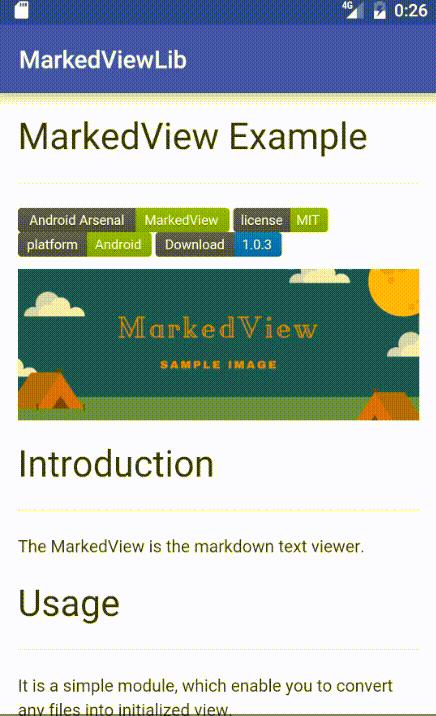 4G 0:26
MarkedViewLib
MarkedView Example
Android Arsenal MarkedView license MIT
platform Android Download 1.0.3
MarkedView
SAMPLE IMAGE
Introduction
The MarkedView is the markdown text viewer.
Usage
It is a simple module, which enable you to convert
any files into initialized view.